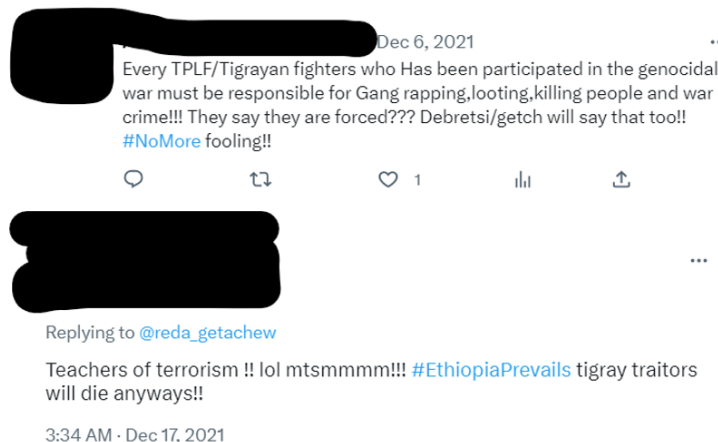 Dec 6, 2021
Every TPLF/Tigrayan fighters who Has been participated in the genocidal
war must be responsible for Gang rapping,looting,killing people and war
crime!!! They say they are forced??? Debretsi/getch will say that too!!
#NoMore fooling!!
1
Replying to @reda_getachew
Teachers of terrorism !! lol mtsmmmm!!! #EthiopiaPrevails tigray traitors
will die anyways!!
3:34 AM · Dec 17, 2021